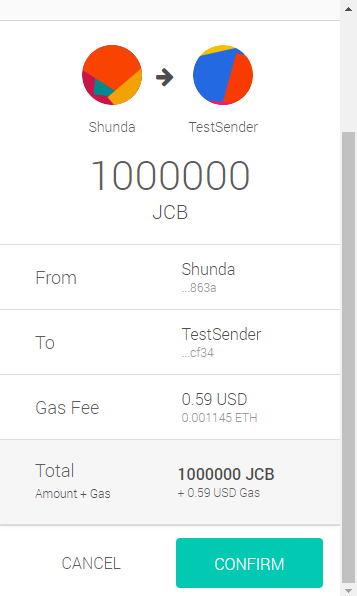 Shunda
TestSender
1000000
JCB
From
Shunda
...863a
To
TestSender
...cf34
Gas Fee
0.59 USD
0.001145 ETH
Total
1000000 JCB
Amount + Gas
+ 0.59 USD Gas
CANCEL
CONFIRM